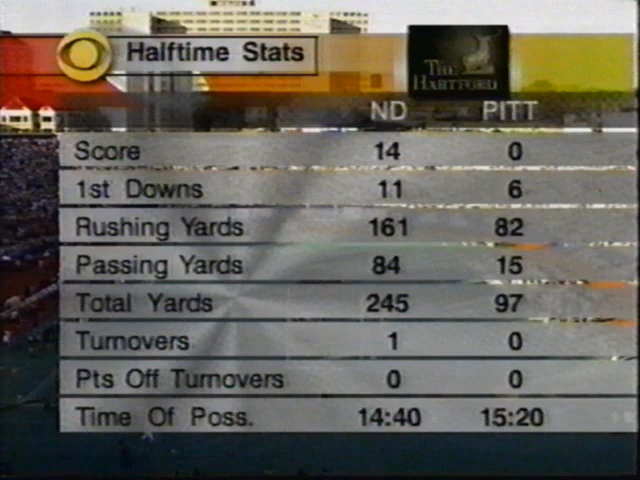 Halftime Stats
THE
HARTFORD
ND PITT
Score 14 0
1st Downs 11 6
Rushing Yards 161 82
Passing Yards 84 15
Total Yards 245 97
Turnovers 1 0
Pts Off Turnovers 0 0
Time Of Poss. 14:40 15:20